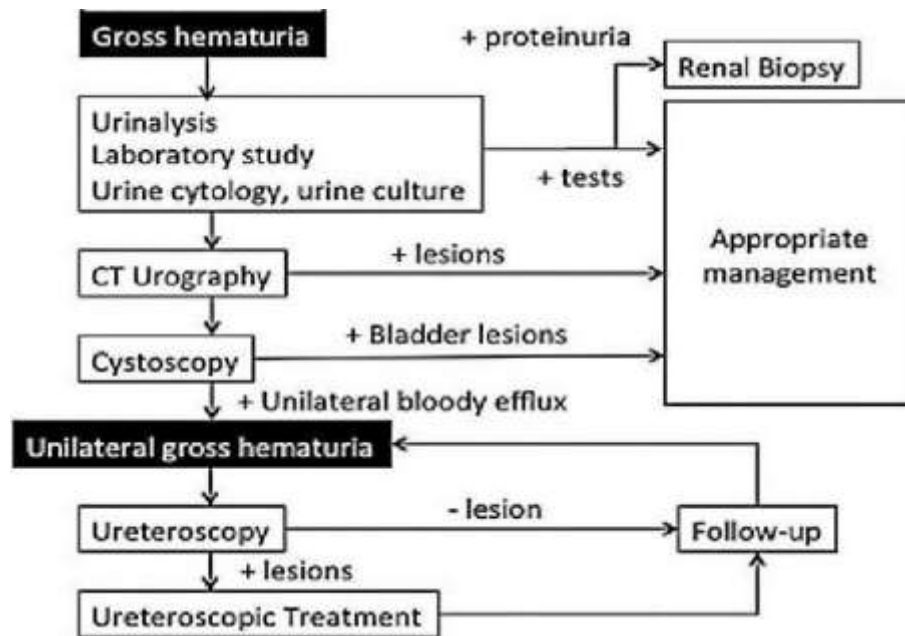 Gross hematuria
+ proteinuria
Renal Biopsy
Urinalysis
Laboratory study
Urine cytology, urine culture
+ tests
Appropriate
management
CT Urography
+ lesions
Cystoscopy
+ Bladder lesions
+ Unilateral bloody efflux
Unilateral gross hematuria
Ureteroscopy
- lesion
Follow-up
+ lesions
Ureteroscopic Treatment